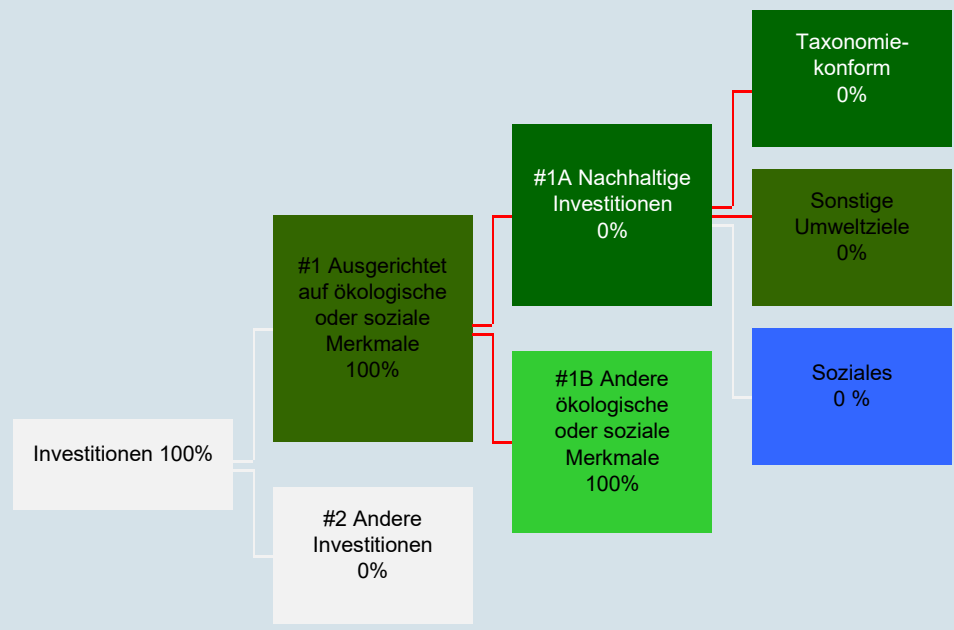 Investitionen 100%
#1 Ausgerichtet
auf ökologische
oder soziale
Merkmale
100%
#2 Andere
Investitionen
0%
#1A Nachhaltige
Investitionen
0%
#1B Andere
ökologische
oder soziale
Merkmale
100%
Taxonomie-
konform
0%
Sonstige
Umweltziele
0%
Soziales
0 %